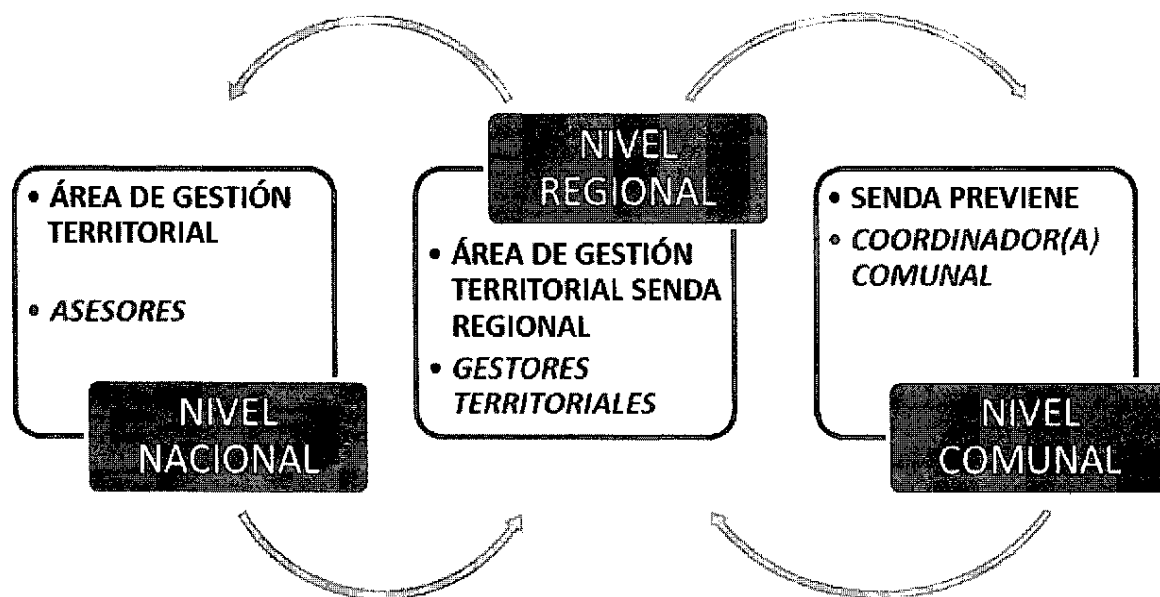 • ÁREA DE GESTIÓN
TERRITORIAL
• ASESORES
NIVEL
NACIONAL
NIVEL
REGIONAL
• ÁREA DE GESTIÓN
TERRITORIAL SENDA
REGIONAL
• GESTORES
TERRITORIALES
• SENDA PREVIENE
• COORDINADOR(A)
COMUNAL
NIVEL
COMUNAL